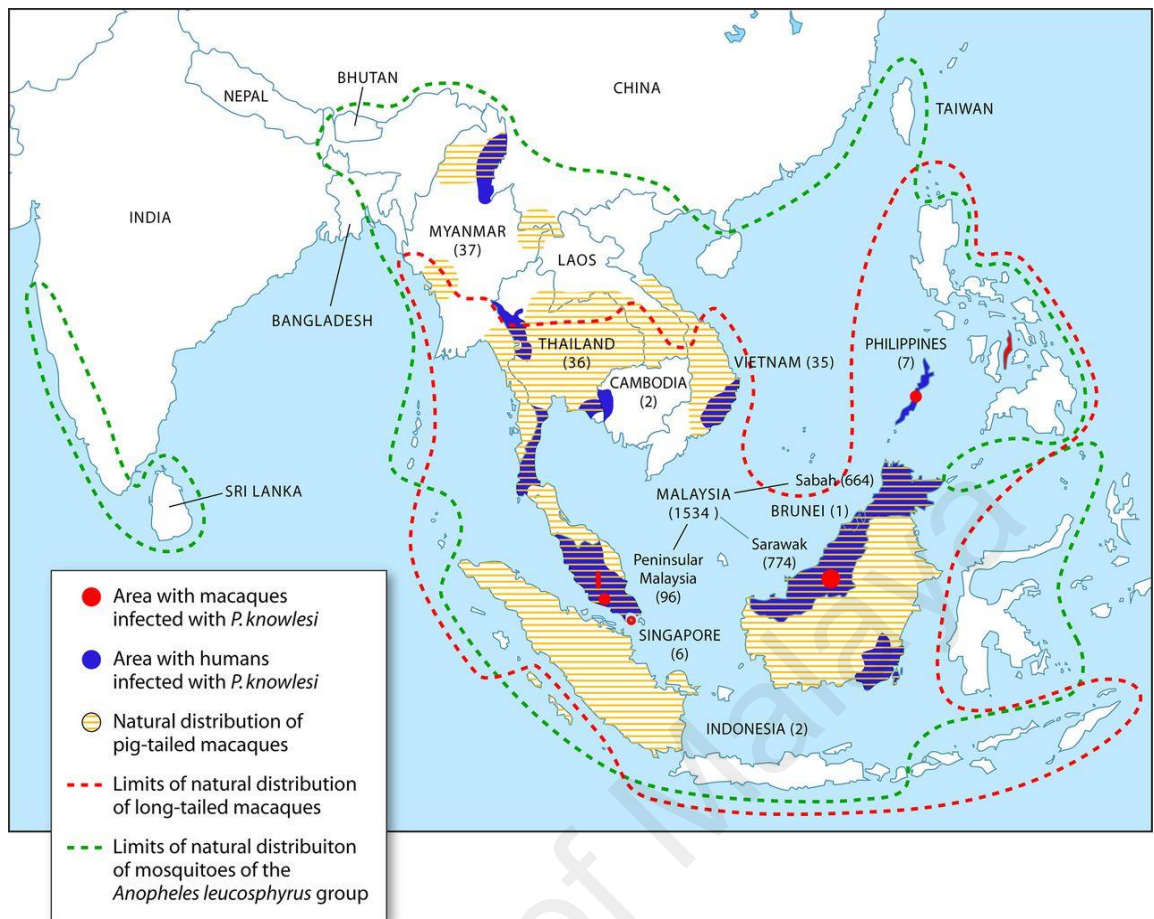 BHUTAN
NEPAL
CHINA
TAIWAN
INDIA
MYANMAR
(37)
LAOS
BANGLADESH
THAILAND
(36)
VIETNAM (35)
PHILIPPINES
(7)
CAMBODIA
(2)
SRI LANKA
MALAYSIA
(1534 )
Sabah (664)
BRUNEI (1)
Sarawak
(774)
Peninsular
Malaysia
(96)
SINGAPORE
(6)
INDONESIA (2)
Area with macaques
infected with P. knowlesi
Area with humans
infected with P. knowlesi
Natural distribution of
pig-tailed macaques
Limits of natural distribution
of long-tailed macaques
Limits of natural distribuiton
of mosquitoes of the
Anopheles leucosphyrus group
of Malaya